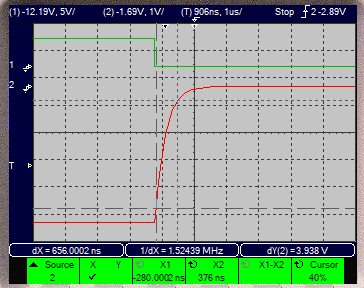 (1) -12.19V, 5V/ (2) -1.69V, 1V/ (T) 906ns, 1us/ Stop 2 -2.89V
1
2
T
dX = 656.0002 ns 1/dX = 1.52439 MHz dY(2) = 3.938 V
Source X Y X1 X2 X1-X2 Cursor
2 ✓ -280.0002 ns 376 ns 40%